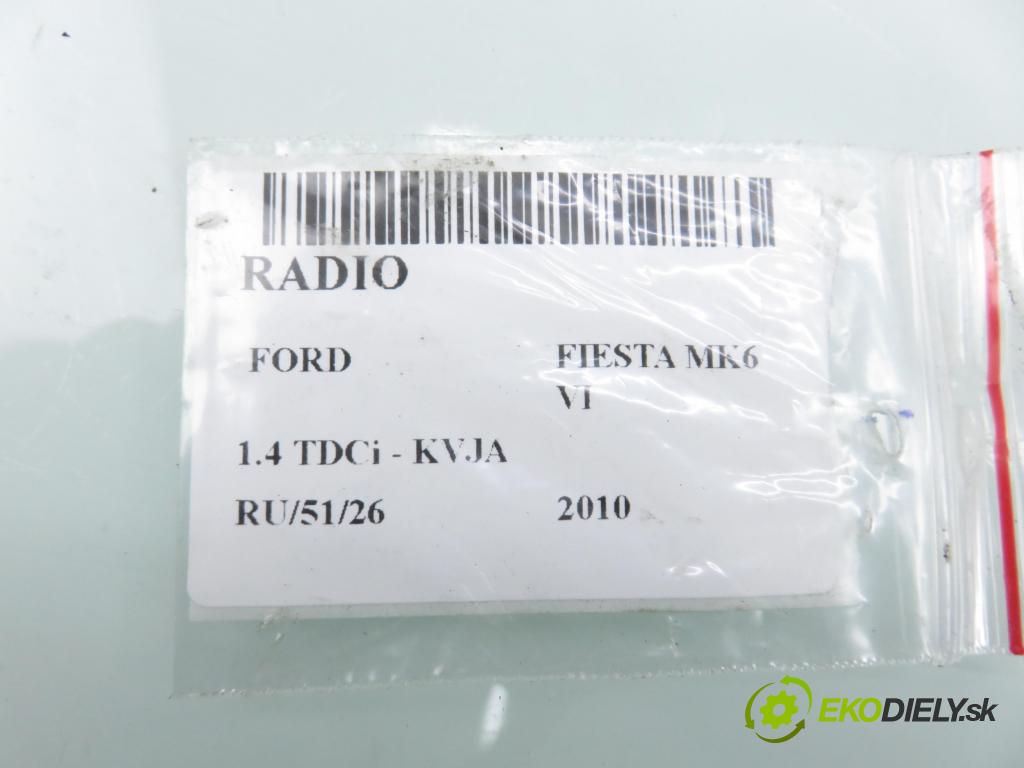 RADIO
FORD FIESTA MK6
VI
1.4 TDCi - KVJA
RU/51/26 2010
EKODIELY.sk